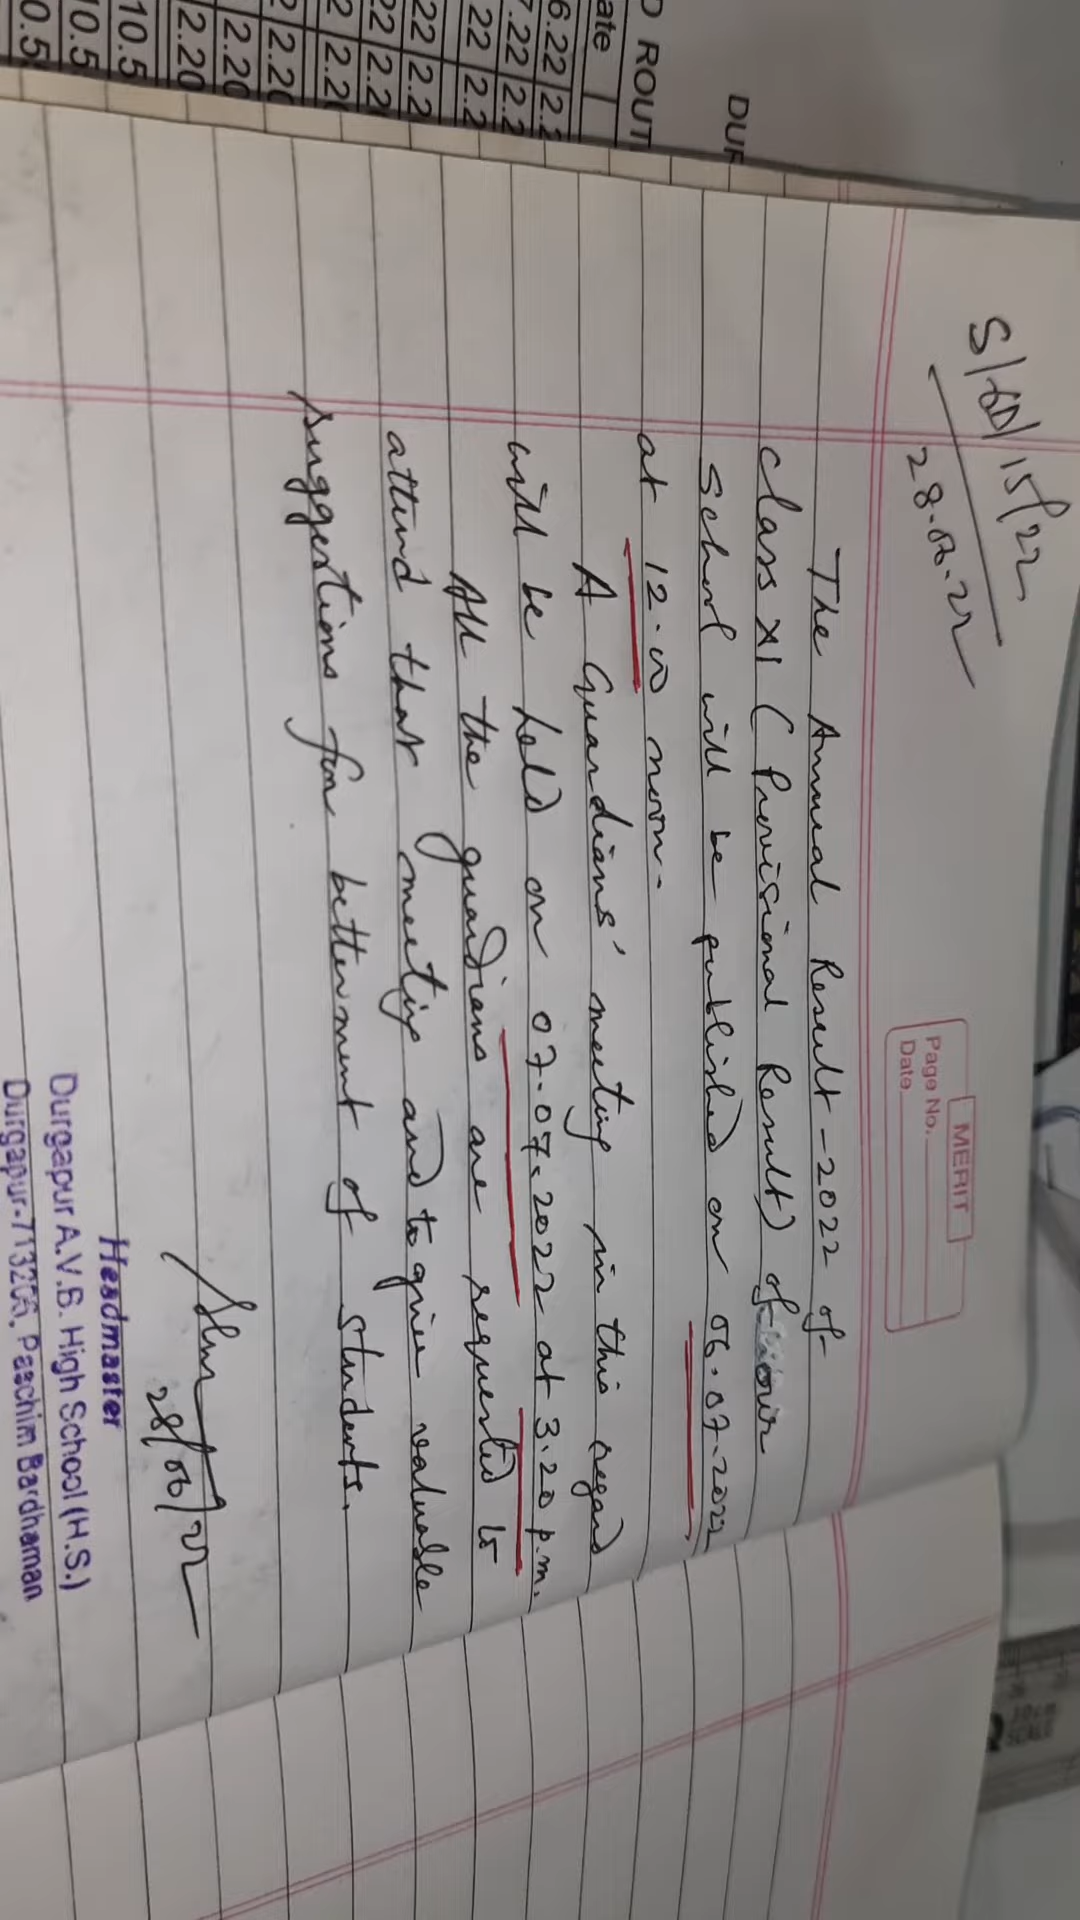 S/60/15/22
28.06.22
MERIT
Page No.
Date
The Annual Result-2022 of
class XI (Provisional Result) of our
School will be published on 06.07.2022
at 12.00 noon.
A Guardians' meeting in this regard
will be held on 07.07.2022 at 3.20 p.m.
All the guardians are requested to
attend that meeting and to give valuable
suggestions for betterment of students.
28/06/22
Headmaster
Durgapur A.V.B. High School (H.S.)
Durgapur-713206, Paschim Bardhaman